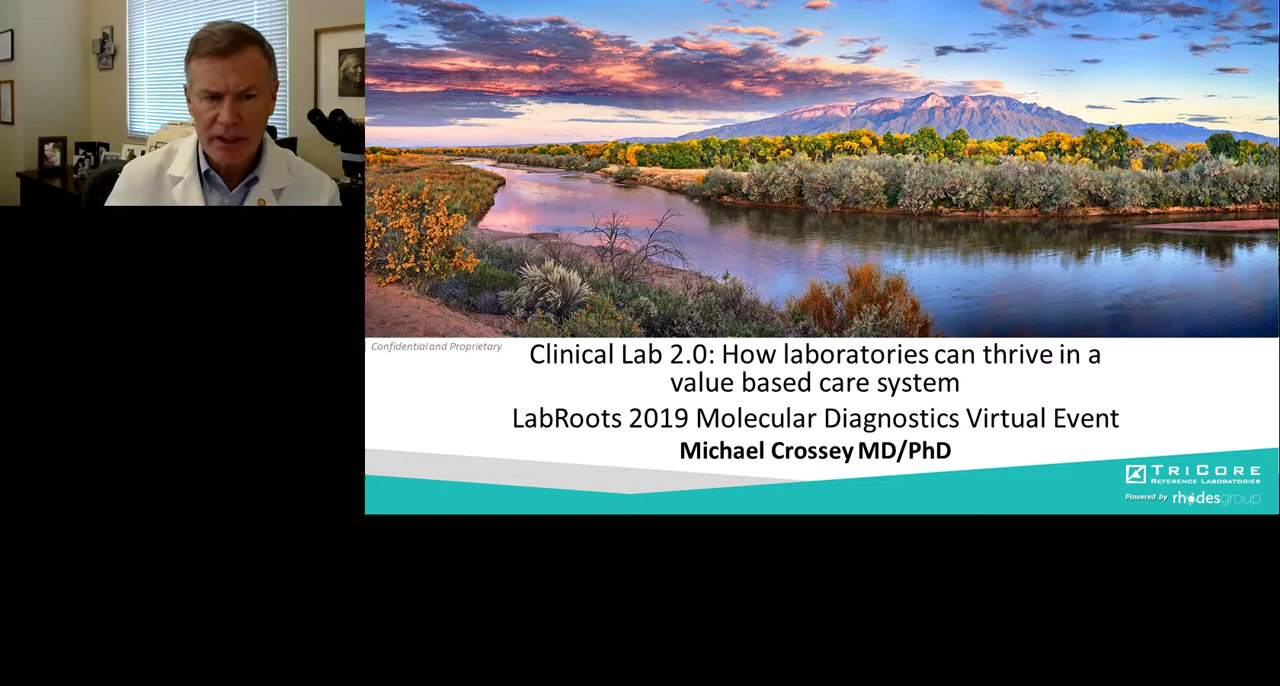 Confidential and Proprietary
Clinical Lab 2.0: How laboratories can thrive in a
value based care system
LabRoots 2019 Molecular Diagnostics Virtual Event
Michael Crossey MD/PhD
TRICORE
REFERENCE LABORATORIES
Powered by rhodesgroup